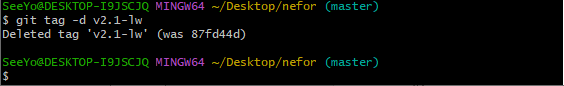 SeeYo@DESKTOP-I9JSCJQ MINGW64 ~/Desktop/nefor (master)
$ git tag -d v2.1-lw
Deleted tag 'v2.1-lw' (was 87fd44d)
SeeYo@DESKTOP-I9JSCJQ MINGW64 ~/Desktop/nefor (master)
$